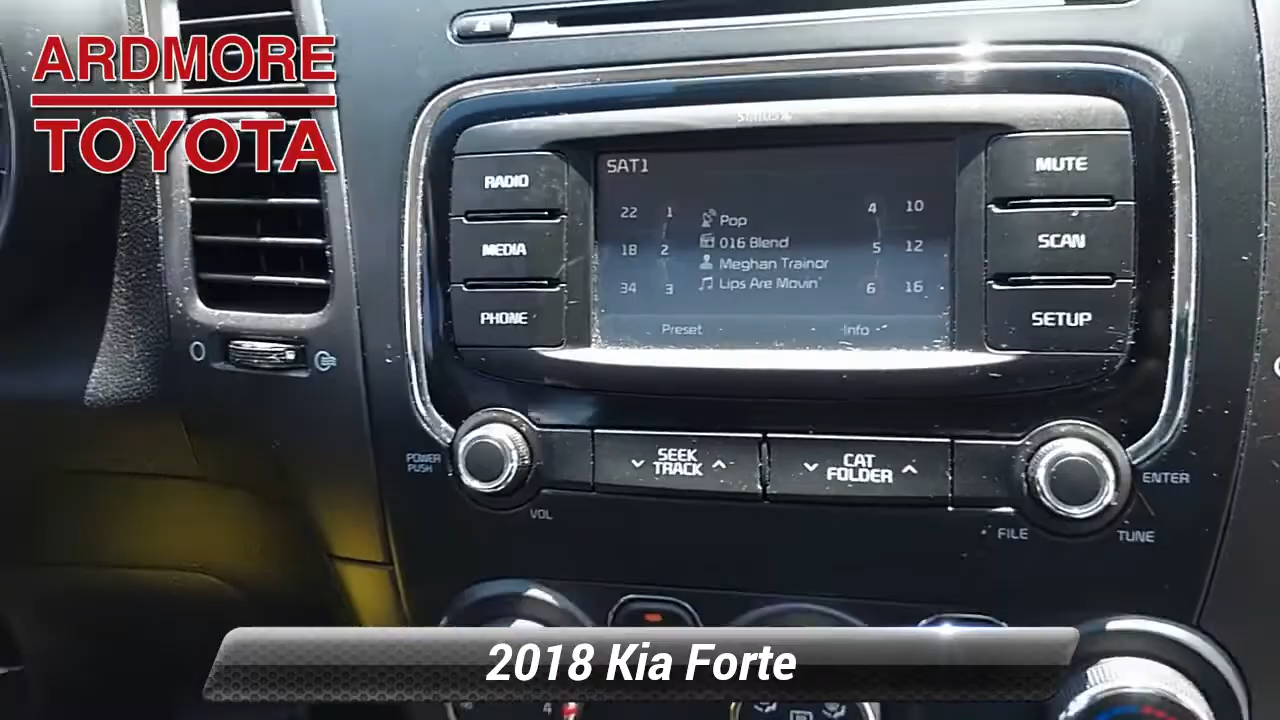 ARDMORE
TOYOTA
SIRIUS
RADIO
MEDIA
PHONE
SAT1
22 1 Pop 4 10
18 2 016 Blend 5 12
Meghan Trainor
34 3 Lips Are Movin' 6 16
Preset Info
MUTE
SCAN
SETUP
POWER
PUSH
VOL
SEEK
TRACK
CAT
FOLDER
ENTER
FILE
TUNE
2018 Kia Forte
4